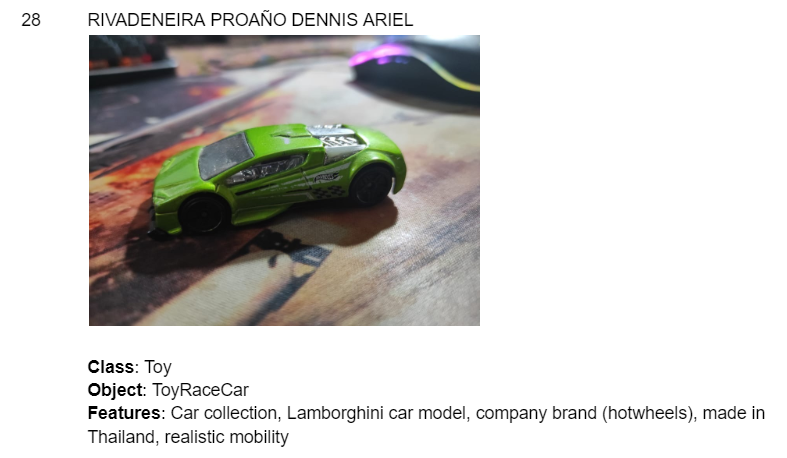 28 RIVADENEIRA PROAÑO DENNIS ARIEL
Class: Toy
Object: ToyRaceCar
Features: Car collection, Lamborghini car model, company brand (hotwheels), made in
Thailand, realistic mobility